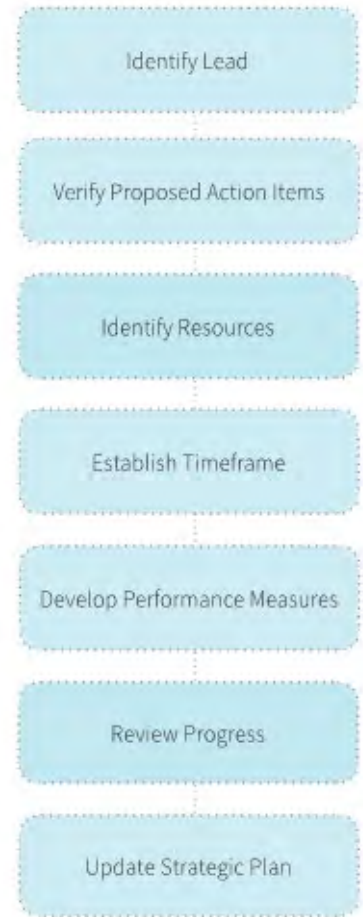 Identify Lead
Verify Proposed Action Items
Identify Resources
Establish Timeframe
Develop Performance Measures
Review Progress
Update Strategic Plan